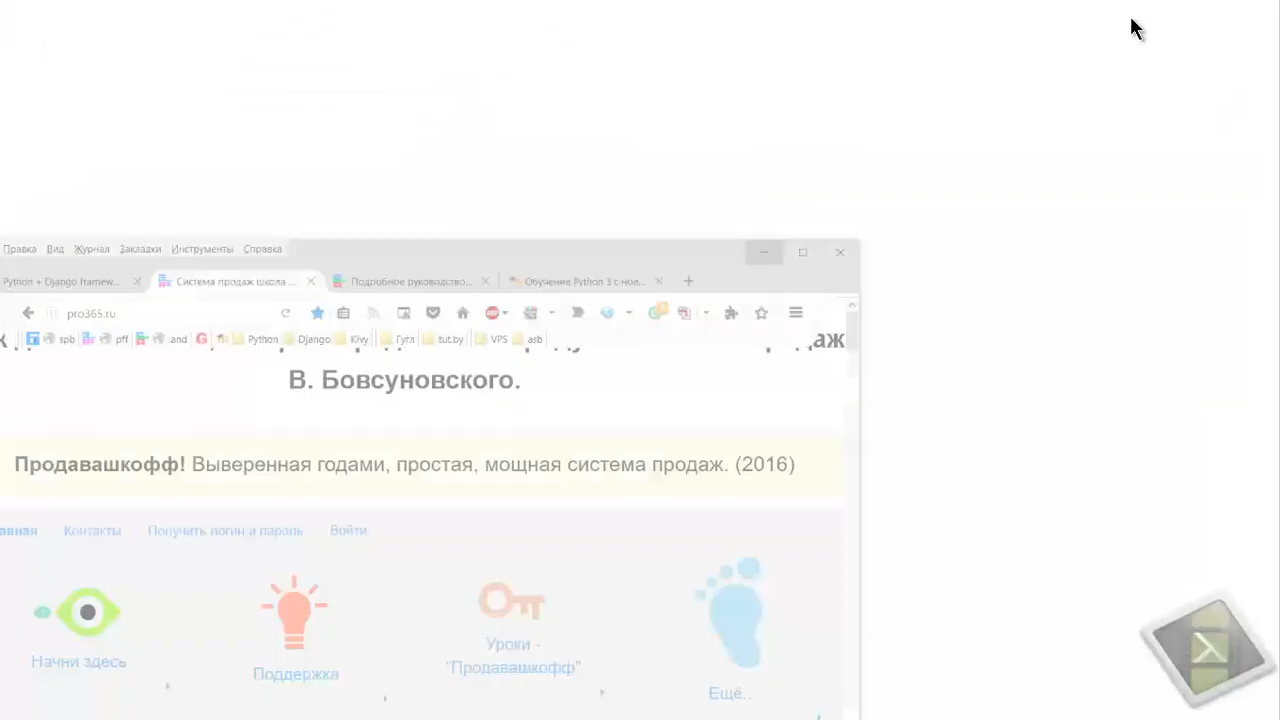 Правка Вид Журнал Закладки Инструменты Справка
Python + Django framew... Система продаж школа ... Подробное руководство... Обучение Python 3 с нол...
pro365.ru
spb pff .and Python Django Kivy Гугл tut.by VPS asb
В. Бовсуновского.
Продавашкофф! Выверенная годами, простая, мощная система продаж. (2016)
Контакты Получить логин и пароль Войти
Начни здесь
Поддержка
Уроки -
"Продавашкофф"
Ещё..